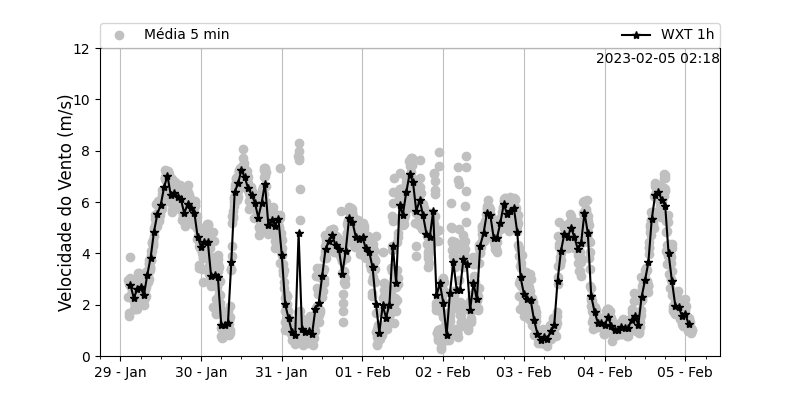 Média 5 min
WXT 1h
2023-02-05 02:18
Velocidade do Vento (m/s)
12
10
8
6
4
2
0
29 - Jan 30 - Jan 31 - Jan 01 - Feb 02 - Feb 03 - Feb 04 - Feb 05 - Feb